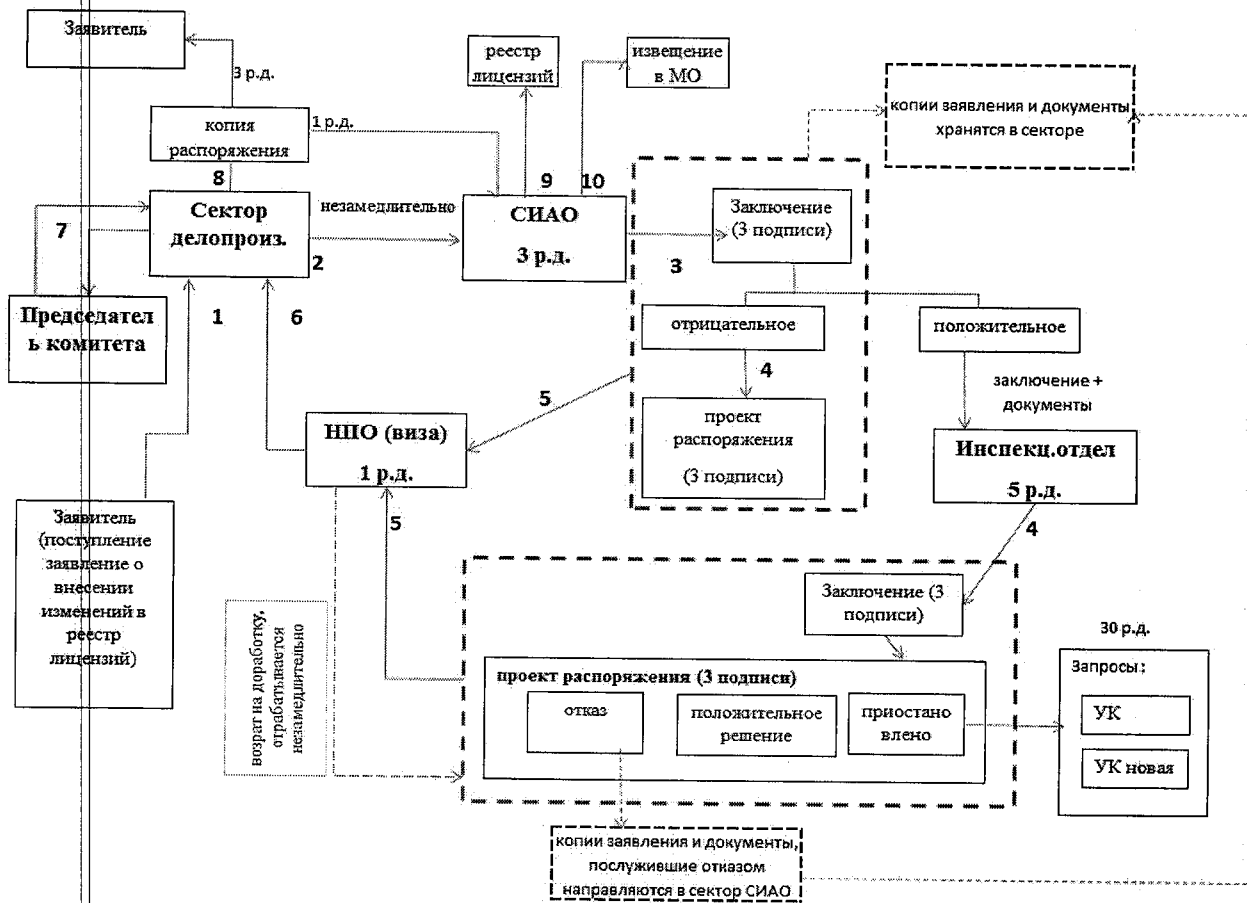 Заявитель
3 р.д.
копия
распоряжения
1 р.д.
8
реестр
лицензий
извещение
в МО
9
10
копии заявления и документы
хранятся в секторе
7
Сектор
делопроиз.
незамедлительно
2
СИАО
3 р.д.
3
Заключение
(3 подписи)
Председател
ь комитета
1
6
отрицательное
положительное
4
заключение +
документы
5
проект
распоряжения
(3 подписи)
НПО (виза)
1 р.д.
Инспекц.отдел
5 р.д.
5
4
Заявитель
(поступление
заявление о
внесении
изменений в
реестр
лицензий)
возрат на доработку,
отрабатывается
незамедлительно
Заключение (3
подписи)
проект распоряжения (3 подписи)
отказ
положительное
решение
приостано
влено
30 р.д.
Запросы:
УК
УК новая
копии заявления и документы,
послужившие отказом
направляются в сектор СИАО